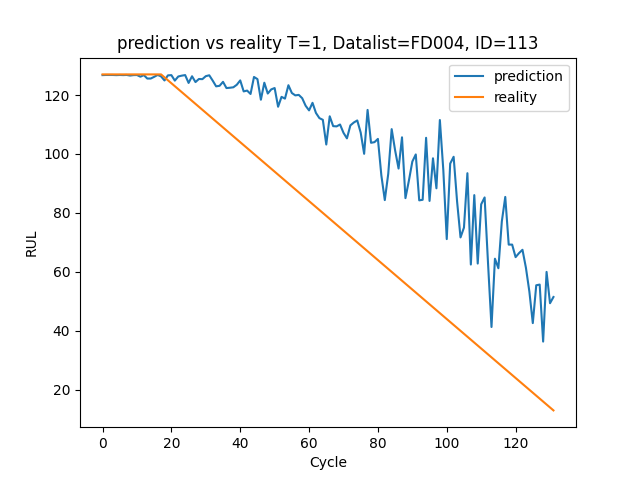 prediction vs reality T=1, Datalist=FD004, ID=113
prediction
reality
RUL
120
100
80
60
40
20
0 20 40 60 80 100 120
Cycle